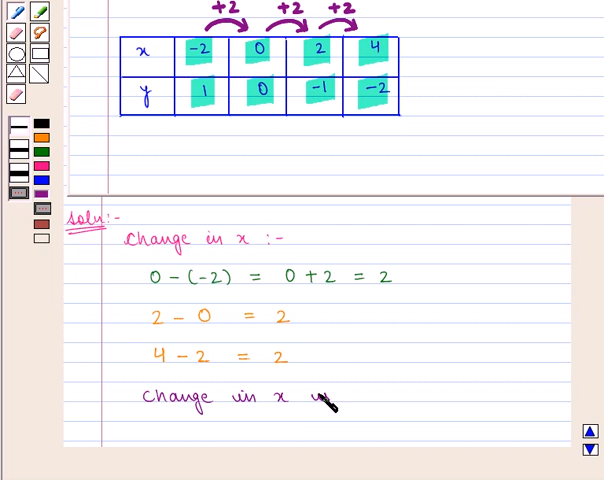 +2 +2 +2
x -2 0 2 4
y 1 0 -1 -2
Soln:-
Change in x :-
0 - (-2) = 0 + 2 = 2
2 - 0 = 2
4 - 2 = 2
Change in x